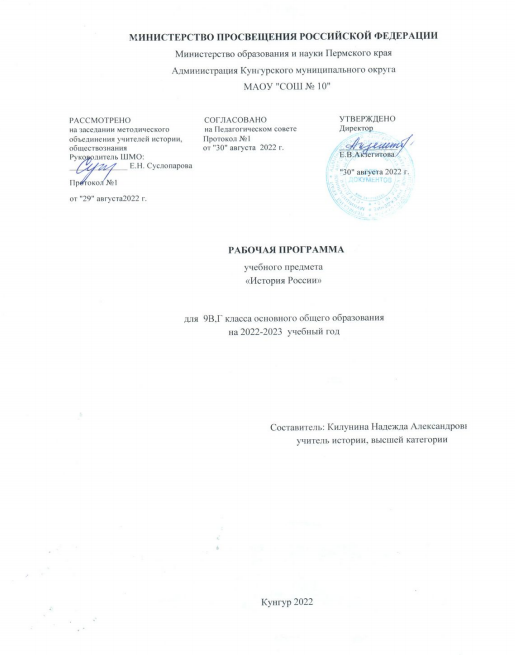 МИНИСТЕРСТВО ПРОСВЕЩЕНИЯ РОССИЙСКОЙ ФЕДЕРАЦИИ
Министерство образования и науки Пермского края
Администрация Кунгурского муниципального округа
МАОУ "СОШ № 10"
РАССМОТРЕНО
на заседании методического
объединения учителей истории,
обществознания
Руководитель ШМО:
Е.Н. Суслопарова
Протокол №1
от "29" августа2022 г.
СОГЛАСОВАНО
на Педагогическом совете
Протокол №1
от "30" августа 2022 г.
УТВЕРЖДЕНО
Директор
"30" августа 2022 г.
ДОКУМЕНТОВ
РАБОЧАЯ ПРОГРАММА
учебного предмета
«История России»
для 9В,Г класса основного общего образования
на 2022-2023 учебный год
Составитель: Килунина Надежда Александровн
учитель истории, высшей категории
Кунгур 2022